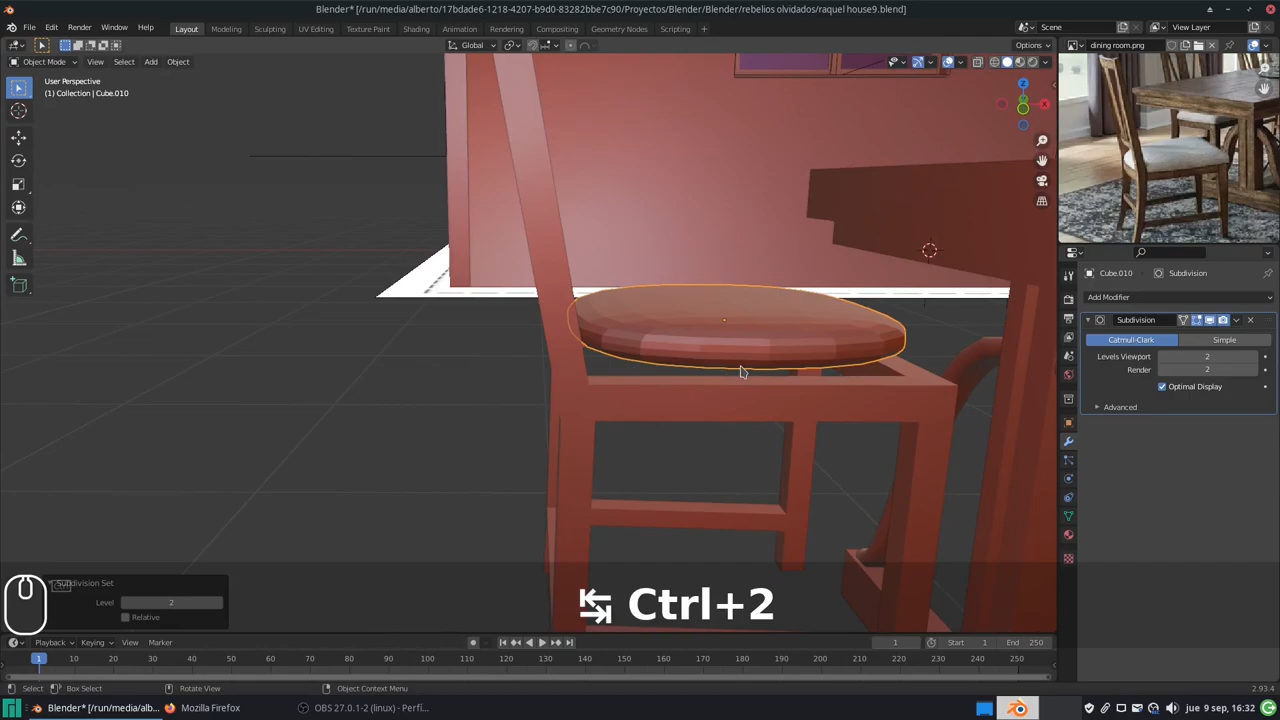 Blender* [/run/media/alberto/17bdade6-1218-4207-b9d0-83282bbe7c90/Proyectos/Blender/Blender/rebelios olvidados/raquel house9.blend]
File Edit Render Window Help Layout Modeling Sculpting UV Editing Texture Paint Shading Animation Rendering Compositing Geometry Nodes Scripting + Scene View Layer
Global Options dining room.png
Object Mode View Select Add Object
User Perspective
(1) Collection | Cube.010
Cube.010 Subdivision
Add Modifier
Subdivision
Catmull-Clark Simple
Levels Viewport 2
Render 2
Optimal Display
Advanced
Subdivision Set
Level 2
Relative
Ctrl+2
Playback Keying View Marker 1 Start 1 End 250
1 10 20 30 40 50 60 70 80 90 100 110 120 130 140 150 160 170 180 190 200 210 220 230 240 250
Select Box Select Rotate View Object Context Menu 2.93.4
Blender* [/run/media/al... Mozilla Firefox OBS 27.0.1-2 (linux) - Perfi... jue 9 sep, 16:32